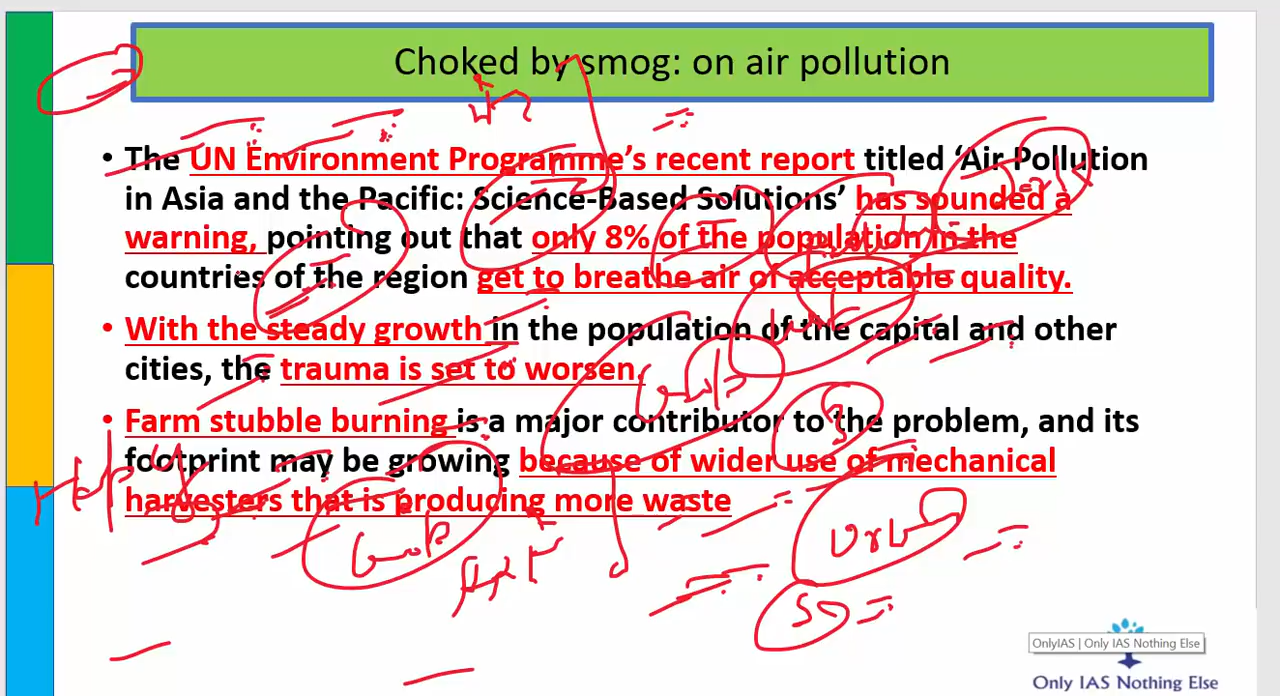 Choked by smog: on air pollution
• The UN Environment Programme's recent report titled 'Air Pollution
in Asia and the Pacific: Science-Based Solutions' has sounded a
warning, pointing out that only 8% of the population in the
countries of the region get to breathe air of acceptable quality.
• With the steady growth in the population of the capital and other
cities, the trauma is set to worsen.
• Farm stubble burning is a major contributor to the problem, and its
footprint may be growing because of wider use of mechanical
harvesters that is producing more waste
OnlyIAS | Only IAS Nothing Else
Only IAS Nothing Else